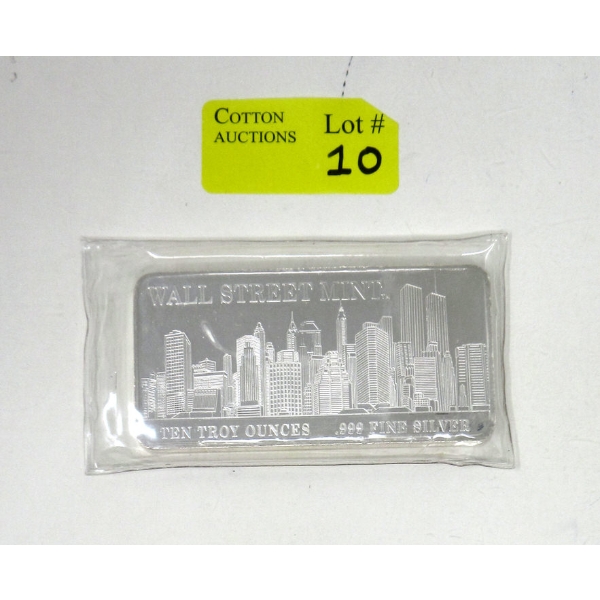 COTTON
AUCTIONS
Lot #
10
WALL STREET MINT
TEN TROY OUNCES .999 FINE SILVER